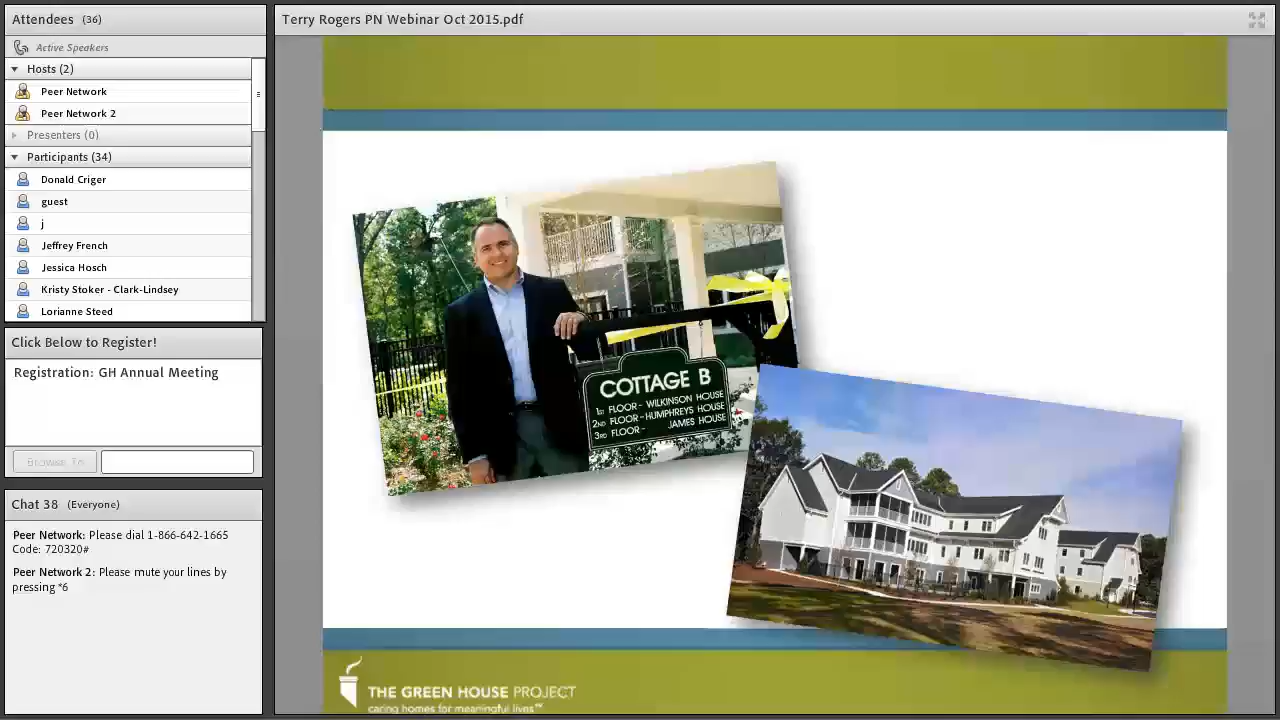 Attendees (36)
Active Speakers
Hosts (2)
Peer Network
Peer Network 2
Presenters (0)
Participants (34)
Donald Criger
guest
j
Jeffrey French
Jessica Hosch
Kristy Stoker - Clark-Lindsey
Lorianne Steed
Click Below to Register!
Registration: GH Annual Meeting
Browse To
Chat 38 (Everyone)
Peer Network: Please dial 1-866-642-1665
Code: 720320#
Peer Network 2: Please mute your lines by
pressing *6
Terry Rogers PN Webinar Oct 2015.pdf
COTTAGE B
1ST FLOOR- WILKINSON HOUSE
2ND FLOOR-HUMPHREYS HOUSE
3RD FLOOR- JAMES HOUSE
THE GREEN HOUSE PROJECT
caring homes for meaningful lives℠